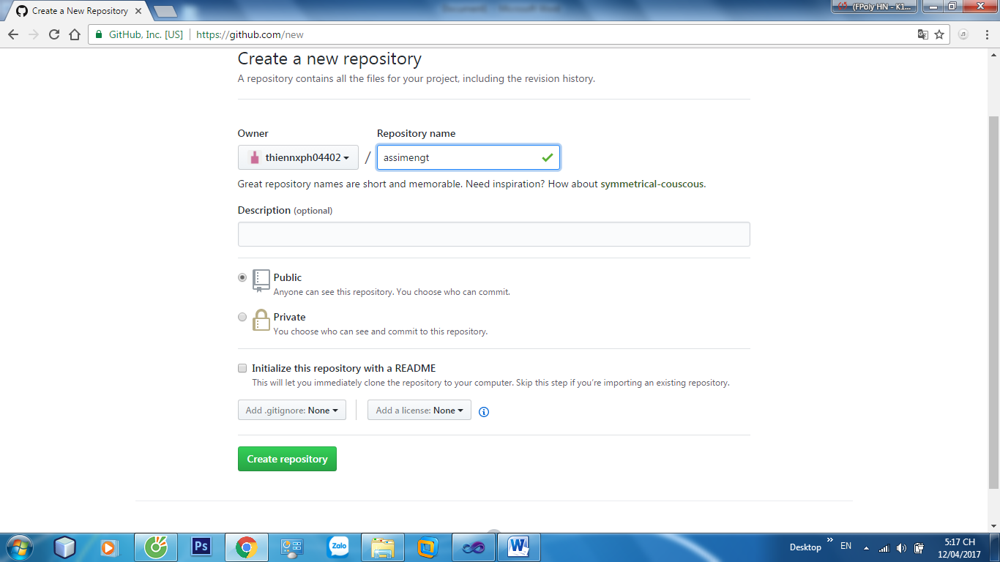 Create a New Repository
(FPoly HN - K1...
GitHub, Inc. [US] https://github.com/new
Create a new repository
A repository contains all the files for your project, including the revision history.
Owner Repository name
thiennxph04402 / assimengt
Great repository names are short and memorable. Need inspiration? How about symmetrical-couscous.
Description (optional)
Public
Anyone can see this repository. You choose who can commit.
Private
You choose who can see and commit to this repository.
Initialize this repository with a README
This will let you immediately clone the repository to your computer. Skip this step if you're importing an existing repository.
Add .gitignore: None Add a license: None
Create repository
Ps
Zalo
W
Desktop » EN 5:17 CH
12/04/2017